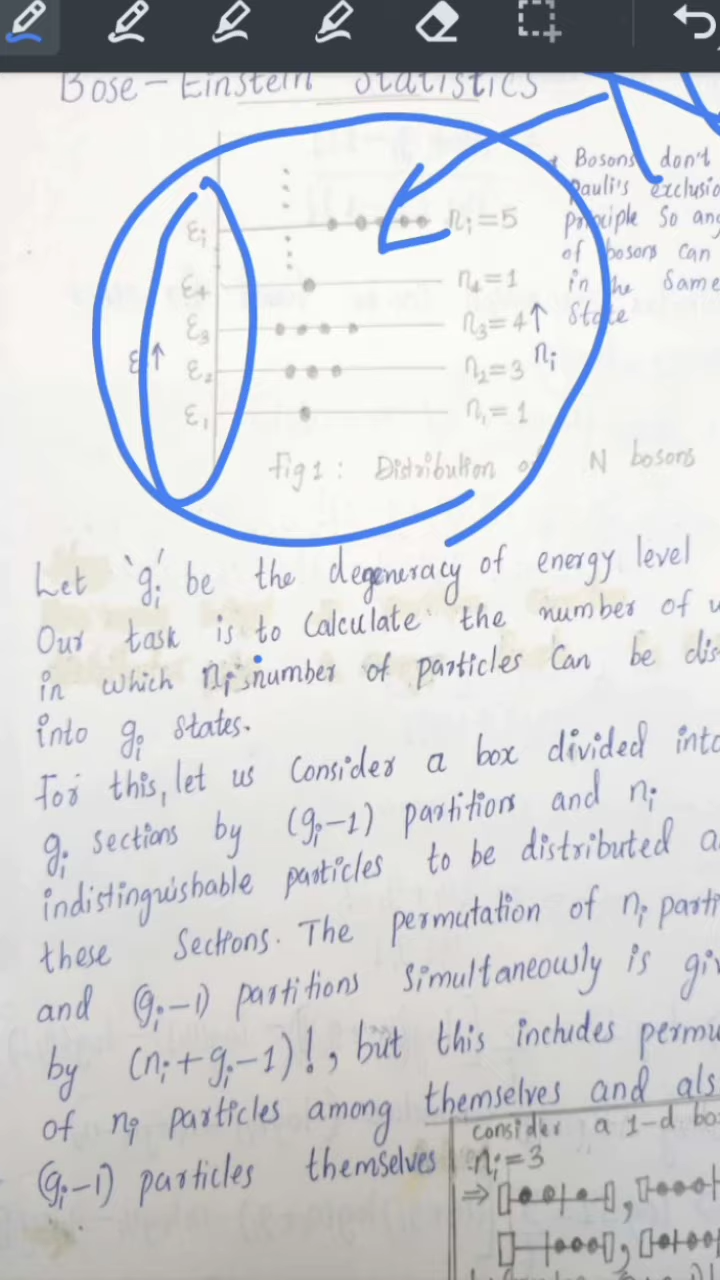 Bose-Einstein Statistics
Bosons don't
Pauli's exclusio
principle so any
of bosons can
in the same
state
εi
ni=5
ε4
n4=1
ε3
n3=4↑
ε2
n2=3
ni
ε1
n1=1
ε ↑
fig 1: Distribution of N bosons
Let 'gi' be the degeneracy of energy level
Our task is to calculate the number of w
in which ni's number of particles can be dis
into gi states.
For this, let us consider a box divided into
gi sections by (gi-1) partitions and ni
indistinguishable particles to be distributed a
these sections. The permutation of ni parti
and (gi-1) partitions simultaneously is giv
by (ni+gi-1)!, but this includes permu
of ni particles among themselves and als
(gi-1) particles themselves
consider a 1-d bo
ni=3
⇒